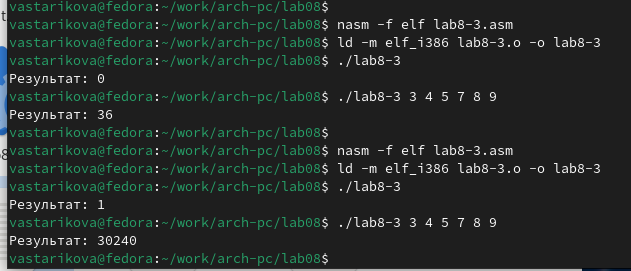 vastarikova@fedora:~/work/arch-pc/lab08$
vastarikova@fedora:~/work/arch-pc/lab08$ nasm -f elf lab8-3.asm
vastarikova@fedora:~/work/arch-pc/lab08$ ld -m elf_i386 lab8-3.o -o lab8-3
vastarikova@fedora:~/work/arch-pc/lab08$ ./lab8-3
Результат: 0
vastarikova@fedora:~/work/arch-pc/lab08$ ./lab8-3 3 4 5 7 8 9
Результат: 36
vastarikova@fedora:~/work/arch-pc/lab08$
vastarikova@fedora:~/work/arch-pc/lab08$ nasm -f elf lab8-3.asm
vastarikova@fedora:~/work/arch-pc/lab08$ ld -m elf_i386 lab8-3.o -o lab8-3
vastarikova@fedora:~/work/arch-pc/lab08$ ./lab8-3
Результат: 1
vastarikova@fedora:~/work/arch-pc/lab08$ ./lab8-3 3 4 5 7 8 9
Результат: 30240
vastarikova@fedora:~/work/arch-pc/lab08$